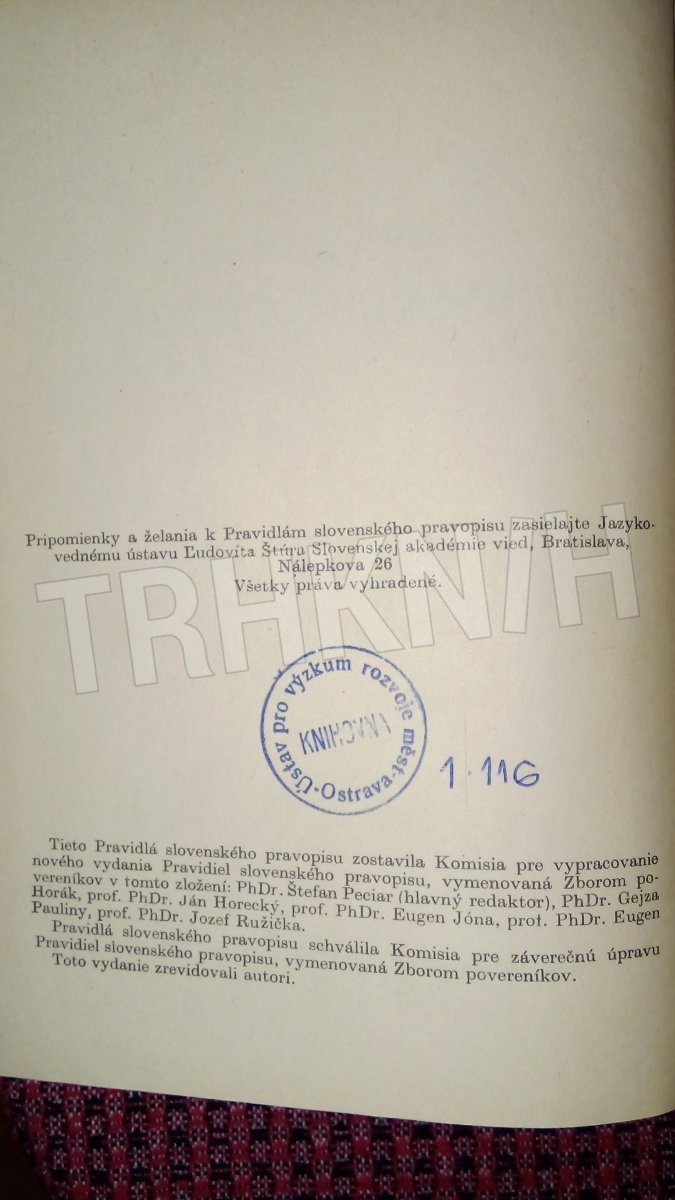 Pripomienky a želania k Pravidlám slovenského pravopisu zasielajte Jazyko-
vednému ústavu Ľudovíta Štúra Slovenskej akadémie vied, Bratislava,
Nálepkova 26
Všetky práva vyhradené.
TRHKNIH
Ústav pro výzkum rozvoje měst - Ostrava -
KNIHOVNA
1.116
Tieto Pravidlá slovenského pravopisu zostavila Komisia pre vypracovanie
nového vydania Pravidiel slovenského pravopisu, vymenovaná Zborom po-
vereníkov v tomto zložení: PhDr. Štefan Peciar (hlavný redaktor), PhDr. Gejza
Horák, prof. PhDr. Ján Horecký, prof. PhDr. Eugen Jóna, prof. PhDr. Eugen
Pauliny, prof. PhDr. Jozef Ružička.
Pravidlá slovenského pravopisu schválila Komisia pre záverečnú úpravu
Pravidiel slovenského pravopisu, vymenovaná Zborom povereníkov.
Toto vydanie zrevidovali autori.